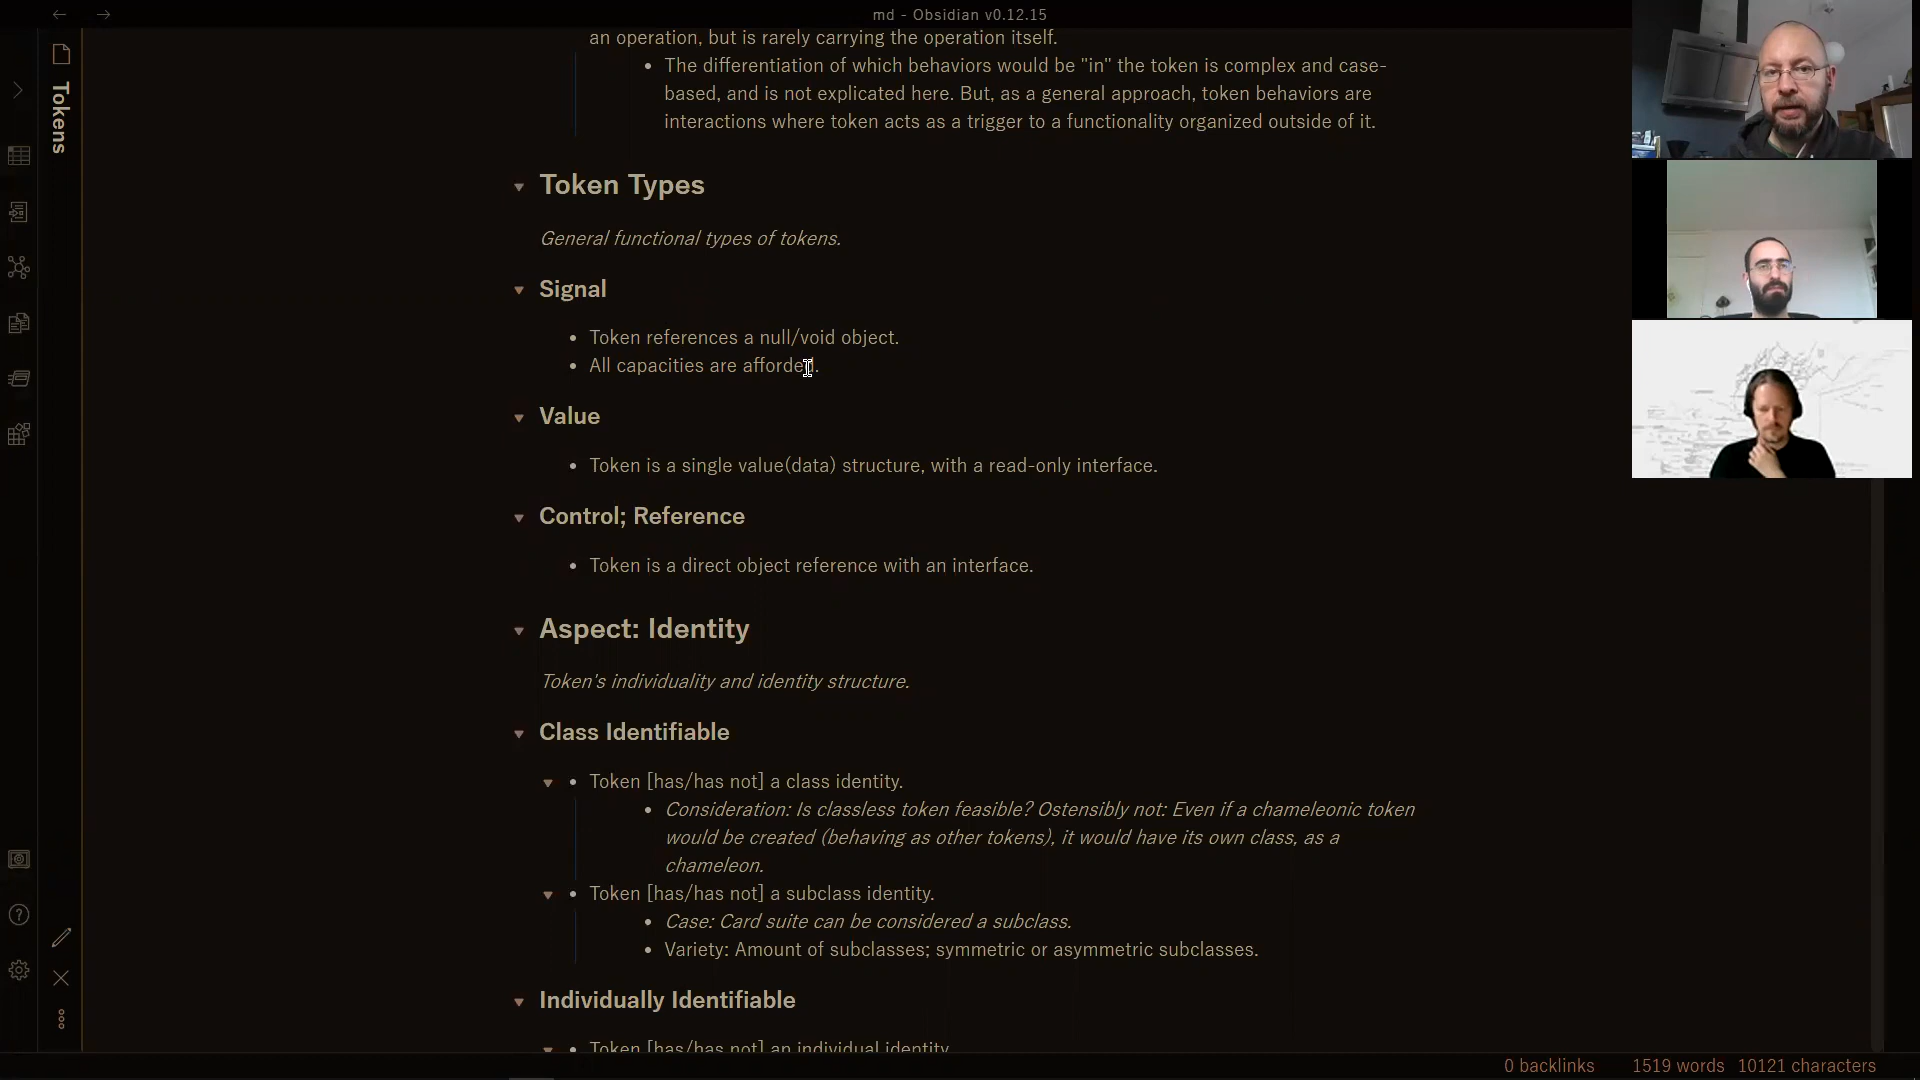 md - Obsidian v0.12.15
Tokens
an operation, but is rarely carrying the operation itself.
The differentiation of which behaviors would be "in" the token is complex and case-
based, and is not explicated here. But, as a general approach, token behaviors are
interactions where token acts as a trigger to a functionality organized outside of it.
Token Types
General functional types of tokens.
Signal
Token references a null/void object.
All capacities are afforded.
Value
Token is a single value(data) structure, with a read-only interface.
Control; Reference
Token is a direct object reference with an interface.
Aspect: Identity
Token's individuality and identity structure.
Class Identifiable
Token [has/has not] a class identity.
Consideration: Is classless token feasible? Ostensibly not: Even if a chameleonic token
would be created (behaving as other tokens), it would have its own class, as a
chameleon.
Token [has/has not] a subclass identity.
Case: Card suite can be considered a subclass.
Variety: Amount of subclasses; symmetric or asymmetric subclasses.
Individually Identifiable
Token [has/has not] an individual identity
0 backlinks 1519 words 10121 characters